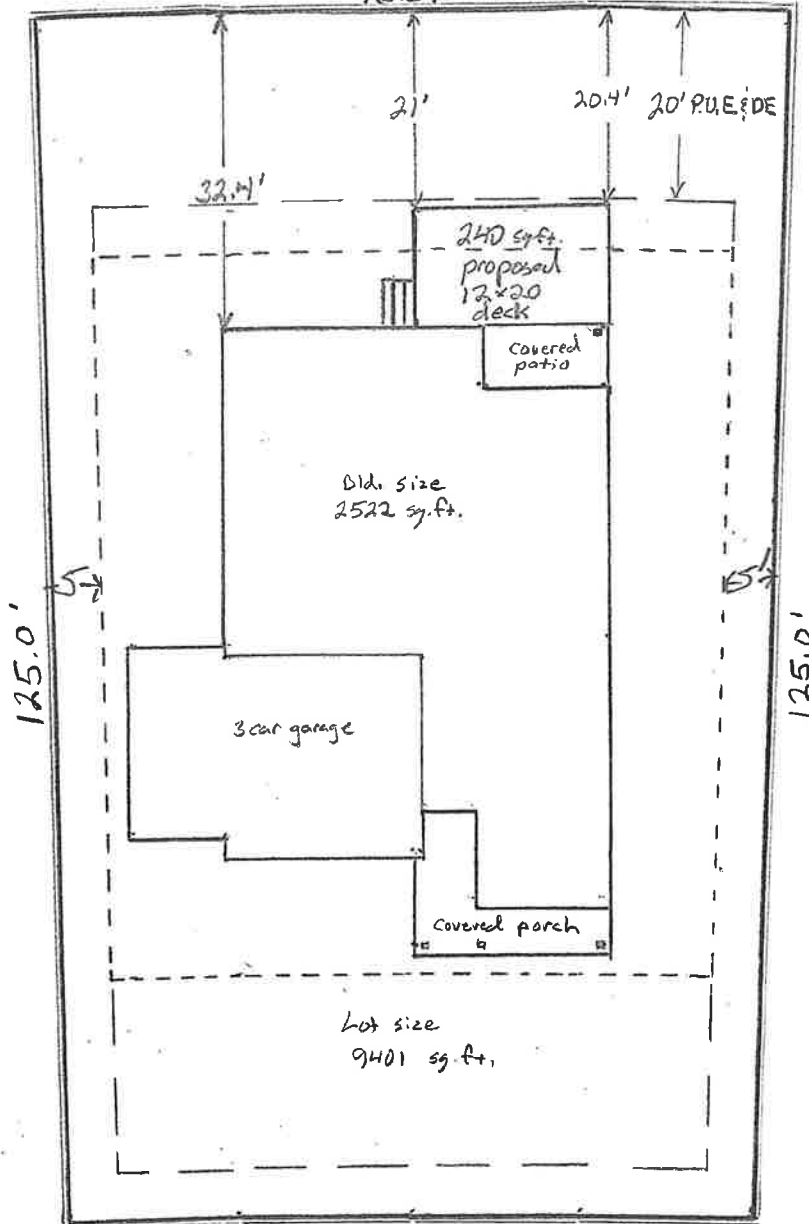 21'
20.4'
20' P.U.E & DE
32.4'
240 sq.ft.
proposed
12x20
deck
Covered
patio
Bld. size
2522 sq.ft.
5'
5'
125.0'
125.0'
3 car garage
Covered porch
Lot size
9401 sq.ft.